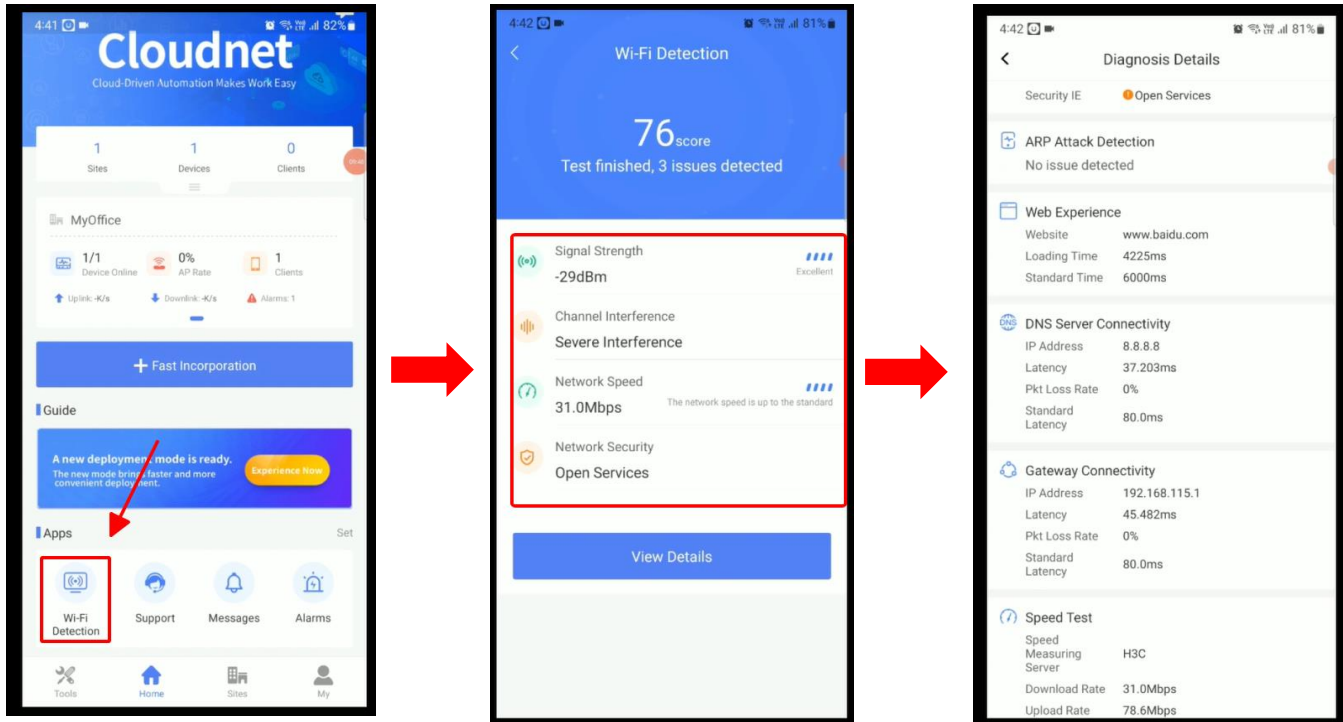 4:41
82%
Cloudnet
Cloud-Driven Automation Makes Work Easy
1
1
0
Sites
Devices
Clients
MyOffice
1/1
Device Online
0%
AP Rate
1
Clients
Uplink: -K/s
Downlink: -K/s
Alarms: 1
+ Fast Incorporation
Guide
A new deployment mode is ready.
The new mode brings faster and more
convenient deployment.
Experience Now
Apps
Set
Wi-Fi
Detection
Support
Messages
Alarms
Tools
Home
Sites
My
4:42
81%
Wi-Fi Detection
76score
Test finished, 3 issues detected
Signal Strength
-29dBm
Excellent
Channel Interference
Severe Interference
Network Speed
31.0Mbps
The network speed is up to the standard
Network Security
Open Services
View Details
4:42
81%
Diagnosis Details
Security IE Open Services
ARP Attack Detection
No issue detected
Web Experience
Website www.baidu.com
Loading Time 4225ms
Standard Time 6000ms
DNS
DNS Server Connectivity
IP Address 8.8.8.8
Latency 37.203ms
Pkt Loss Rate 0%
Standard
Latency
80.0ms
Gateway Connectivity
IP Address 192.168.115.1
Latency 45.482ms
Pkt Loss Rate 0%
Standard
Latency
80.0ms
Speed Test
Speed
Measuring
Server
H3C
Download Rate 31.0Mbps
Upload Rate 78.6Mbps